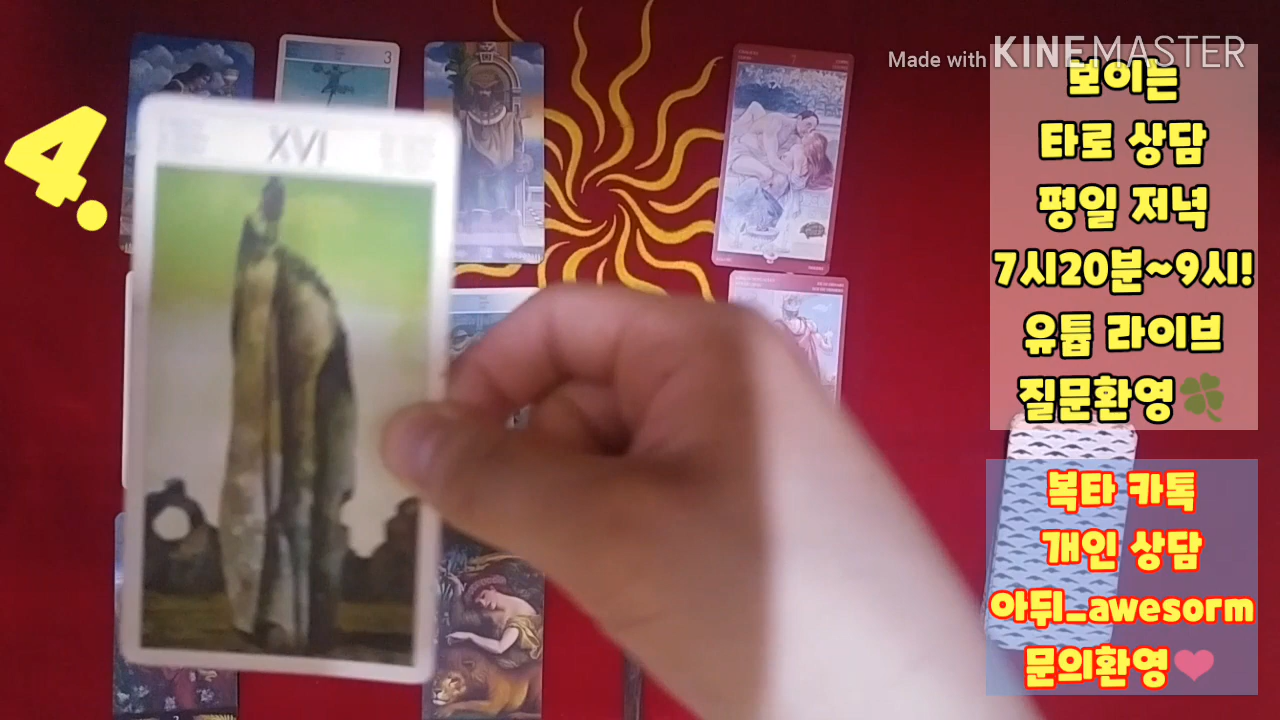 Made with KINEMASTER
4.
3
XVI
7
보이는
타로 상담
평일 저녁
7시20분~9시!
유튭 라이브
질문환영🍀
복타 카톡
개인 상담
아뒤_awesorm
문의환영❤